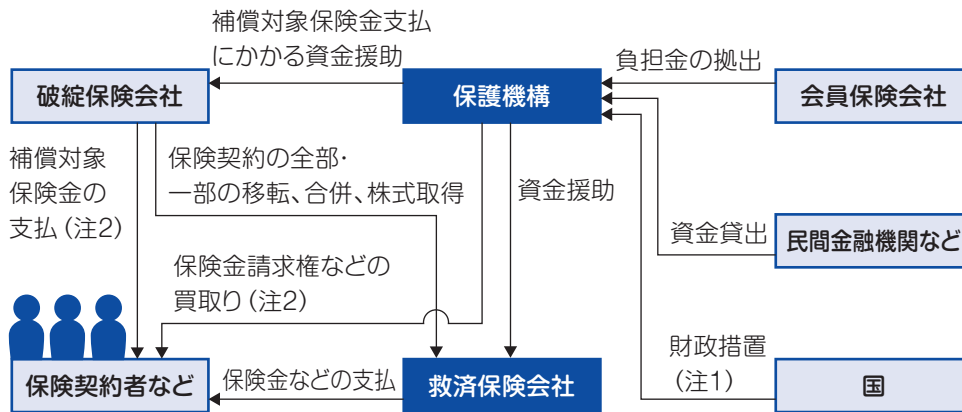 補償対象保険金支払
にかかる資金援助
負担金の拠出
破綻保険会社
保護機構
会員保険会社
補償対象
保険金の
支払(注2)
保険契約の全部・
一部の移転、合併、株式取得
資金援助
資金貸出
民間金融機関など
保険金請求権などの
買取り(注2)
財政措置
(注1)
保険契約者など
保険金などの支払
救済保険会社
国